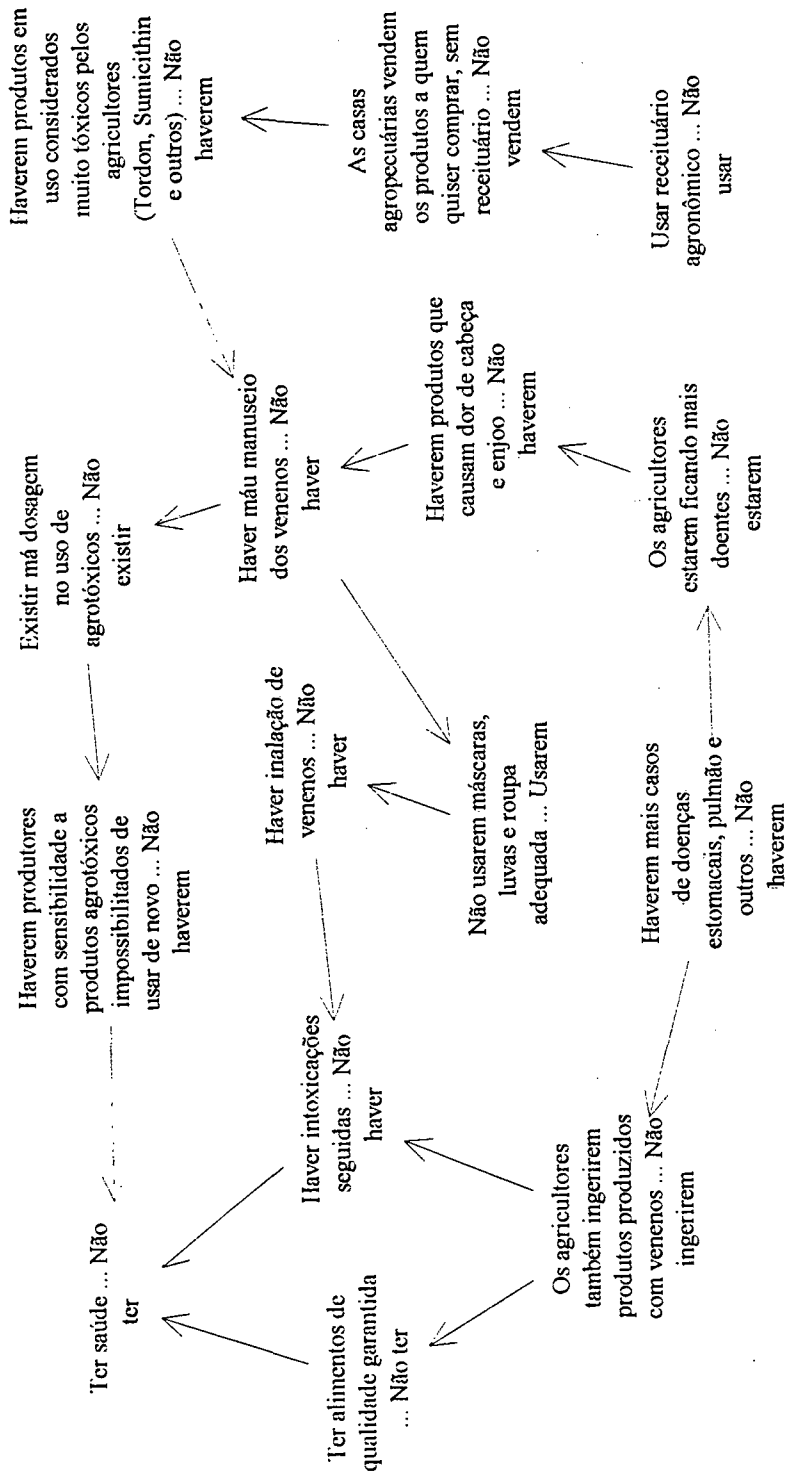 Ter saúde ... Não
ter
Haverem produtores
com sensibilidade a
produtos agrotóxicos
impossibilitados de
usar de novo ... Não
haverem
Existir má dosagem
no uso de
agrotóxicos ... Não
existir
Haverem produtos em
uso considerados
muito tóxicos pelos
agricultores
(Tordon, Sumicithin
e outros) ... Não
haverem
Ter alimentos de
qualidade garantida
... Não ter
Haver intoxicações
seguidas ... Não
haver
Haver inalação de
venenos ... Não
haver
Haver máu manuseio
dos venenos ... Não
haver
As casas
agropecuárias vendem
os produtos a quem
quiser comprar, sem
receituário ... Não
vendem
Não usarem máscaras,
luvas e roupa
adequada ... Usarem
Haverem produtos que
causam dor de cabeça
e enjoo ... Não
haverem
Os agricultores
também ingerirem
produtos produzidos
com venenos ... Não
ingerirem
Haverem mais casos
de doenças
estomacais, pulmão e
outros ... Não
haverem
Os agricultores
estarem ficando mais
doentes ... Não
estarem
Usar receituário
agronômico ... Não
usar